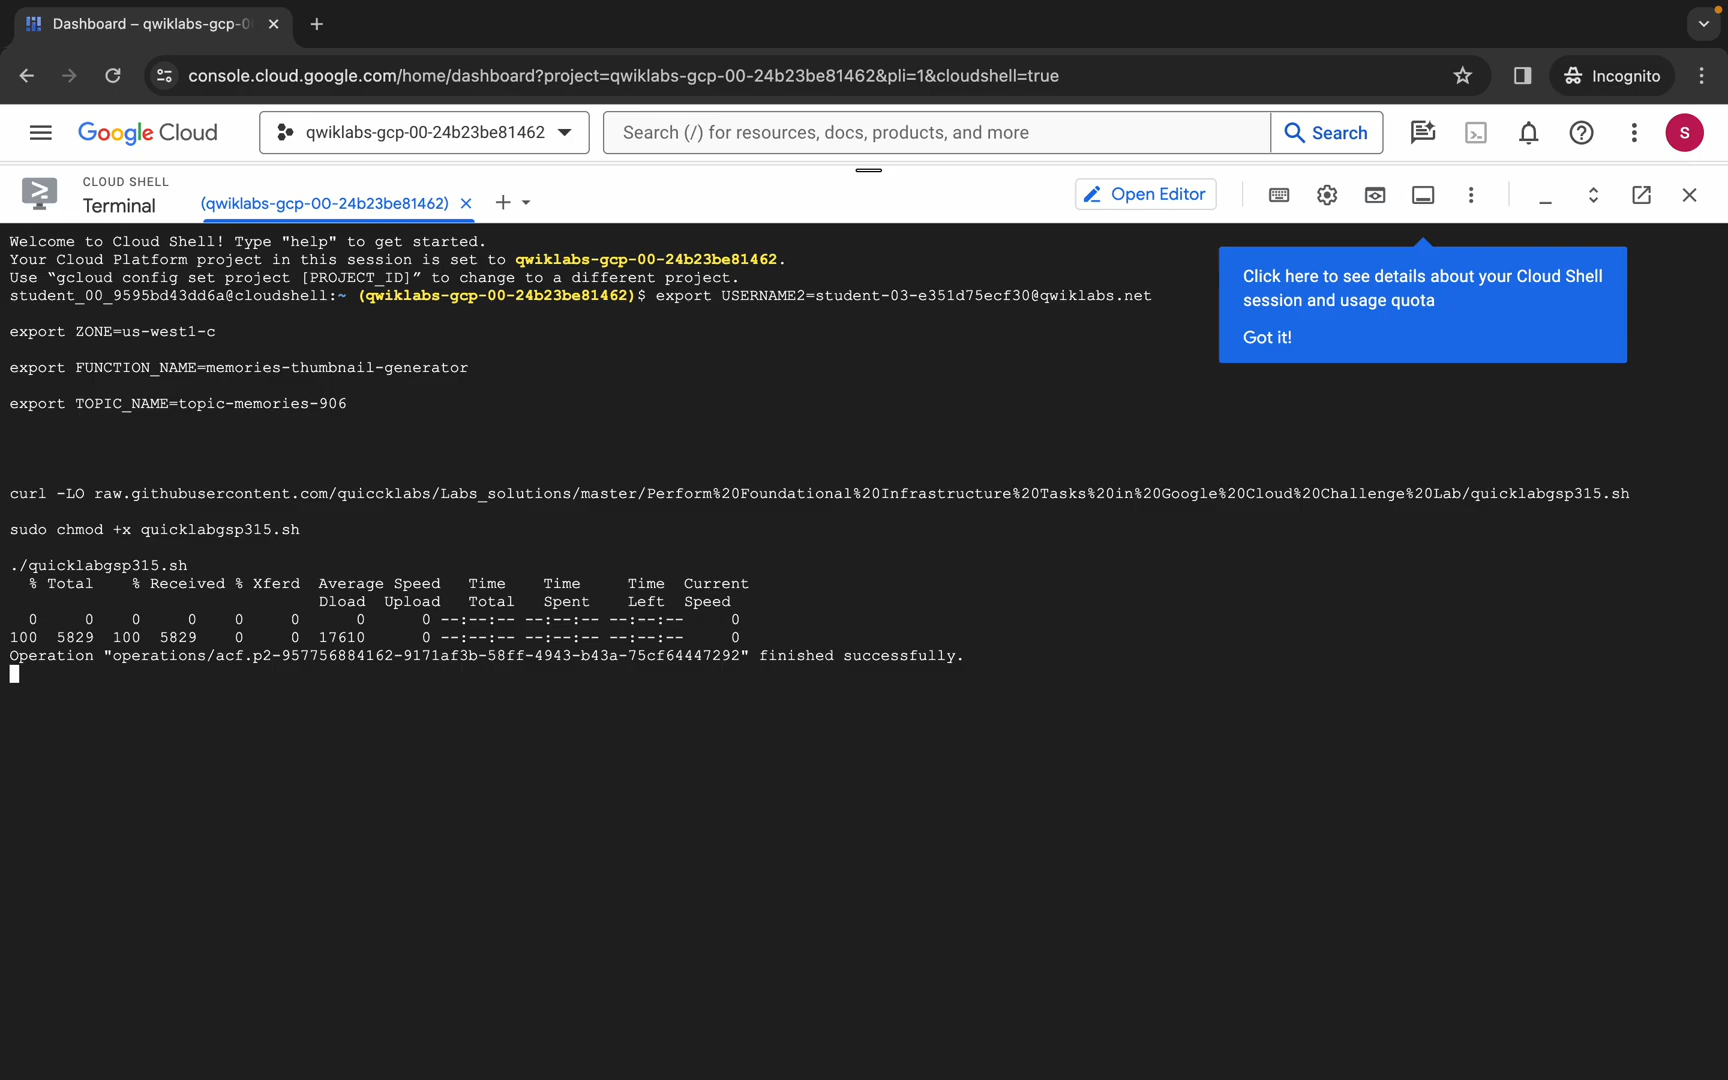 Dashboard – qwiklabs-gcp-0
console.cloud.google.com/home/dashboard?project=qwiklabs-gcp-00-24b23be81462&pli=1&cloudshell=true
Incognito
Google Cloud
qwiklabs-gcp-00-24b23be81462
Search (/) for resources, docs, products, and more
Search
S
CLOUD SHELL
Terminal
(qwiklabs-gcp-00-24b23be81462)
Open Editor
Welcome to Cloud Shell! Type "help" to get started.
Your Cloud Platform project in this session is set to qwiklabs-gcp-00-24b23be81462.
Use “gcloud config set project [PROJECT_ID]” to change to a different project.
student_00_9595bd43dd6a@cloudshell:~ (qwiklabs-gcp-00-24b23be81462)$ export USERNAME2=student-03-e351d75ecf30@qwiklabs.net
export ZONE=us-west1-c
export FUNCTION_NAME=memories-thumbnail-generator
export TOPIC_NAME=topic-memories-906
Click here to see details about your Cloud Shell
session and usage quota
Got it!
curl -LO raw.githubusercontent.com/quiccklabs/Labs_solutions/master/Perform%20Foundational%20Infrastructure%20Tasks%20in%20Google%20Cloud%20Challenge%20Lab/quicklabgsp315.sh
sudo chmod +x quicklabgsp315.sh
./quicklabgsp315.sh
% Total % Received % Xferd Average Speed Time Time Time Current
Dload Upload Total Spent Left Speed
0 0 0 0 0 0 0 0 --:--:-- --:--:-- --:--:-- 0
100 5829 100 5829 0 0 17610 0 --:--:-- --:--:-- --:--:-- 0
Operation "operations/acf.p2-957756884162-9171af3b-58ff-4943-b43a-75cf64447292" finished successfully.